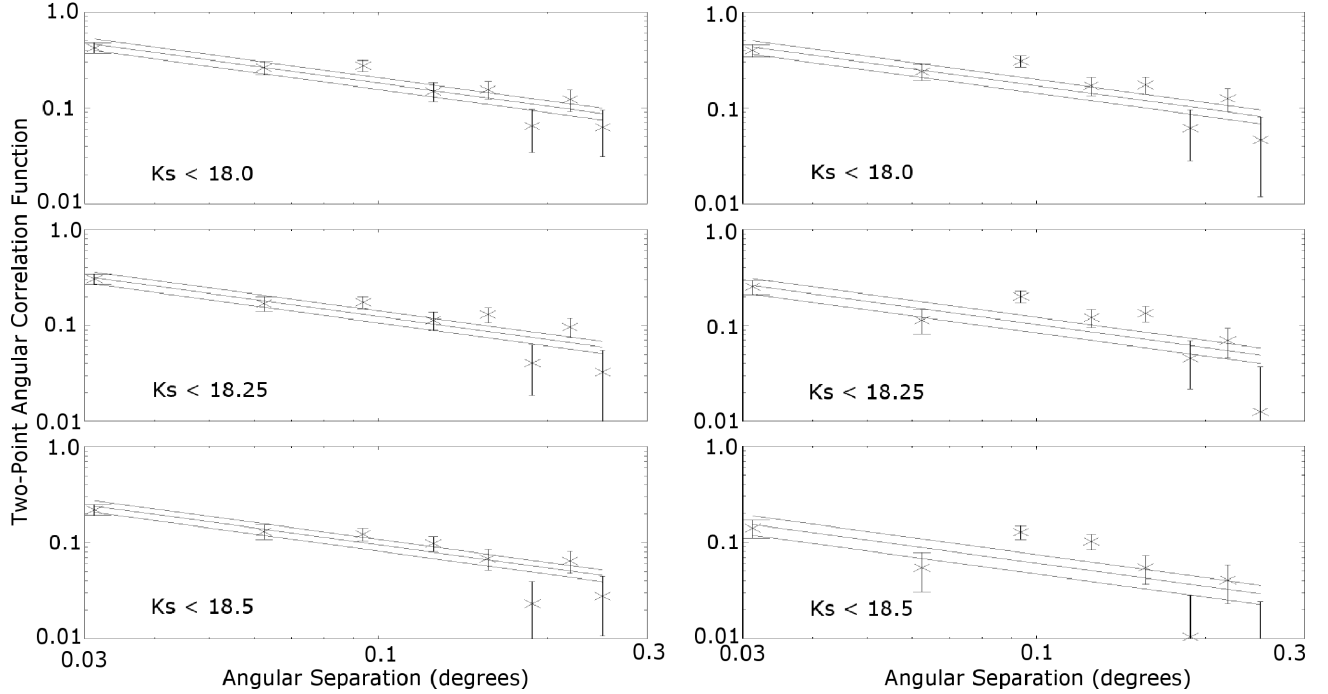 Two-Point Angular Correlation Function
1.0
0.1
0.01
Ks < 18.0
1.0
0.1
0.01
Ks < 18.25
1.0
0.1
0.01
Ks < 18.5
0.03
0.1
0.3
Angular Separation (degrees)
1.0
0.1
0.01
Ks < 18.0
1.0
0.1
0.01
Ks < 18.25
1.0
0.1
0.01
Ks < 18.5
0.03
0.1
0.3
Angular Separation (degrees)